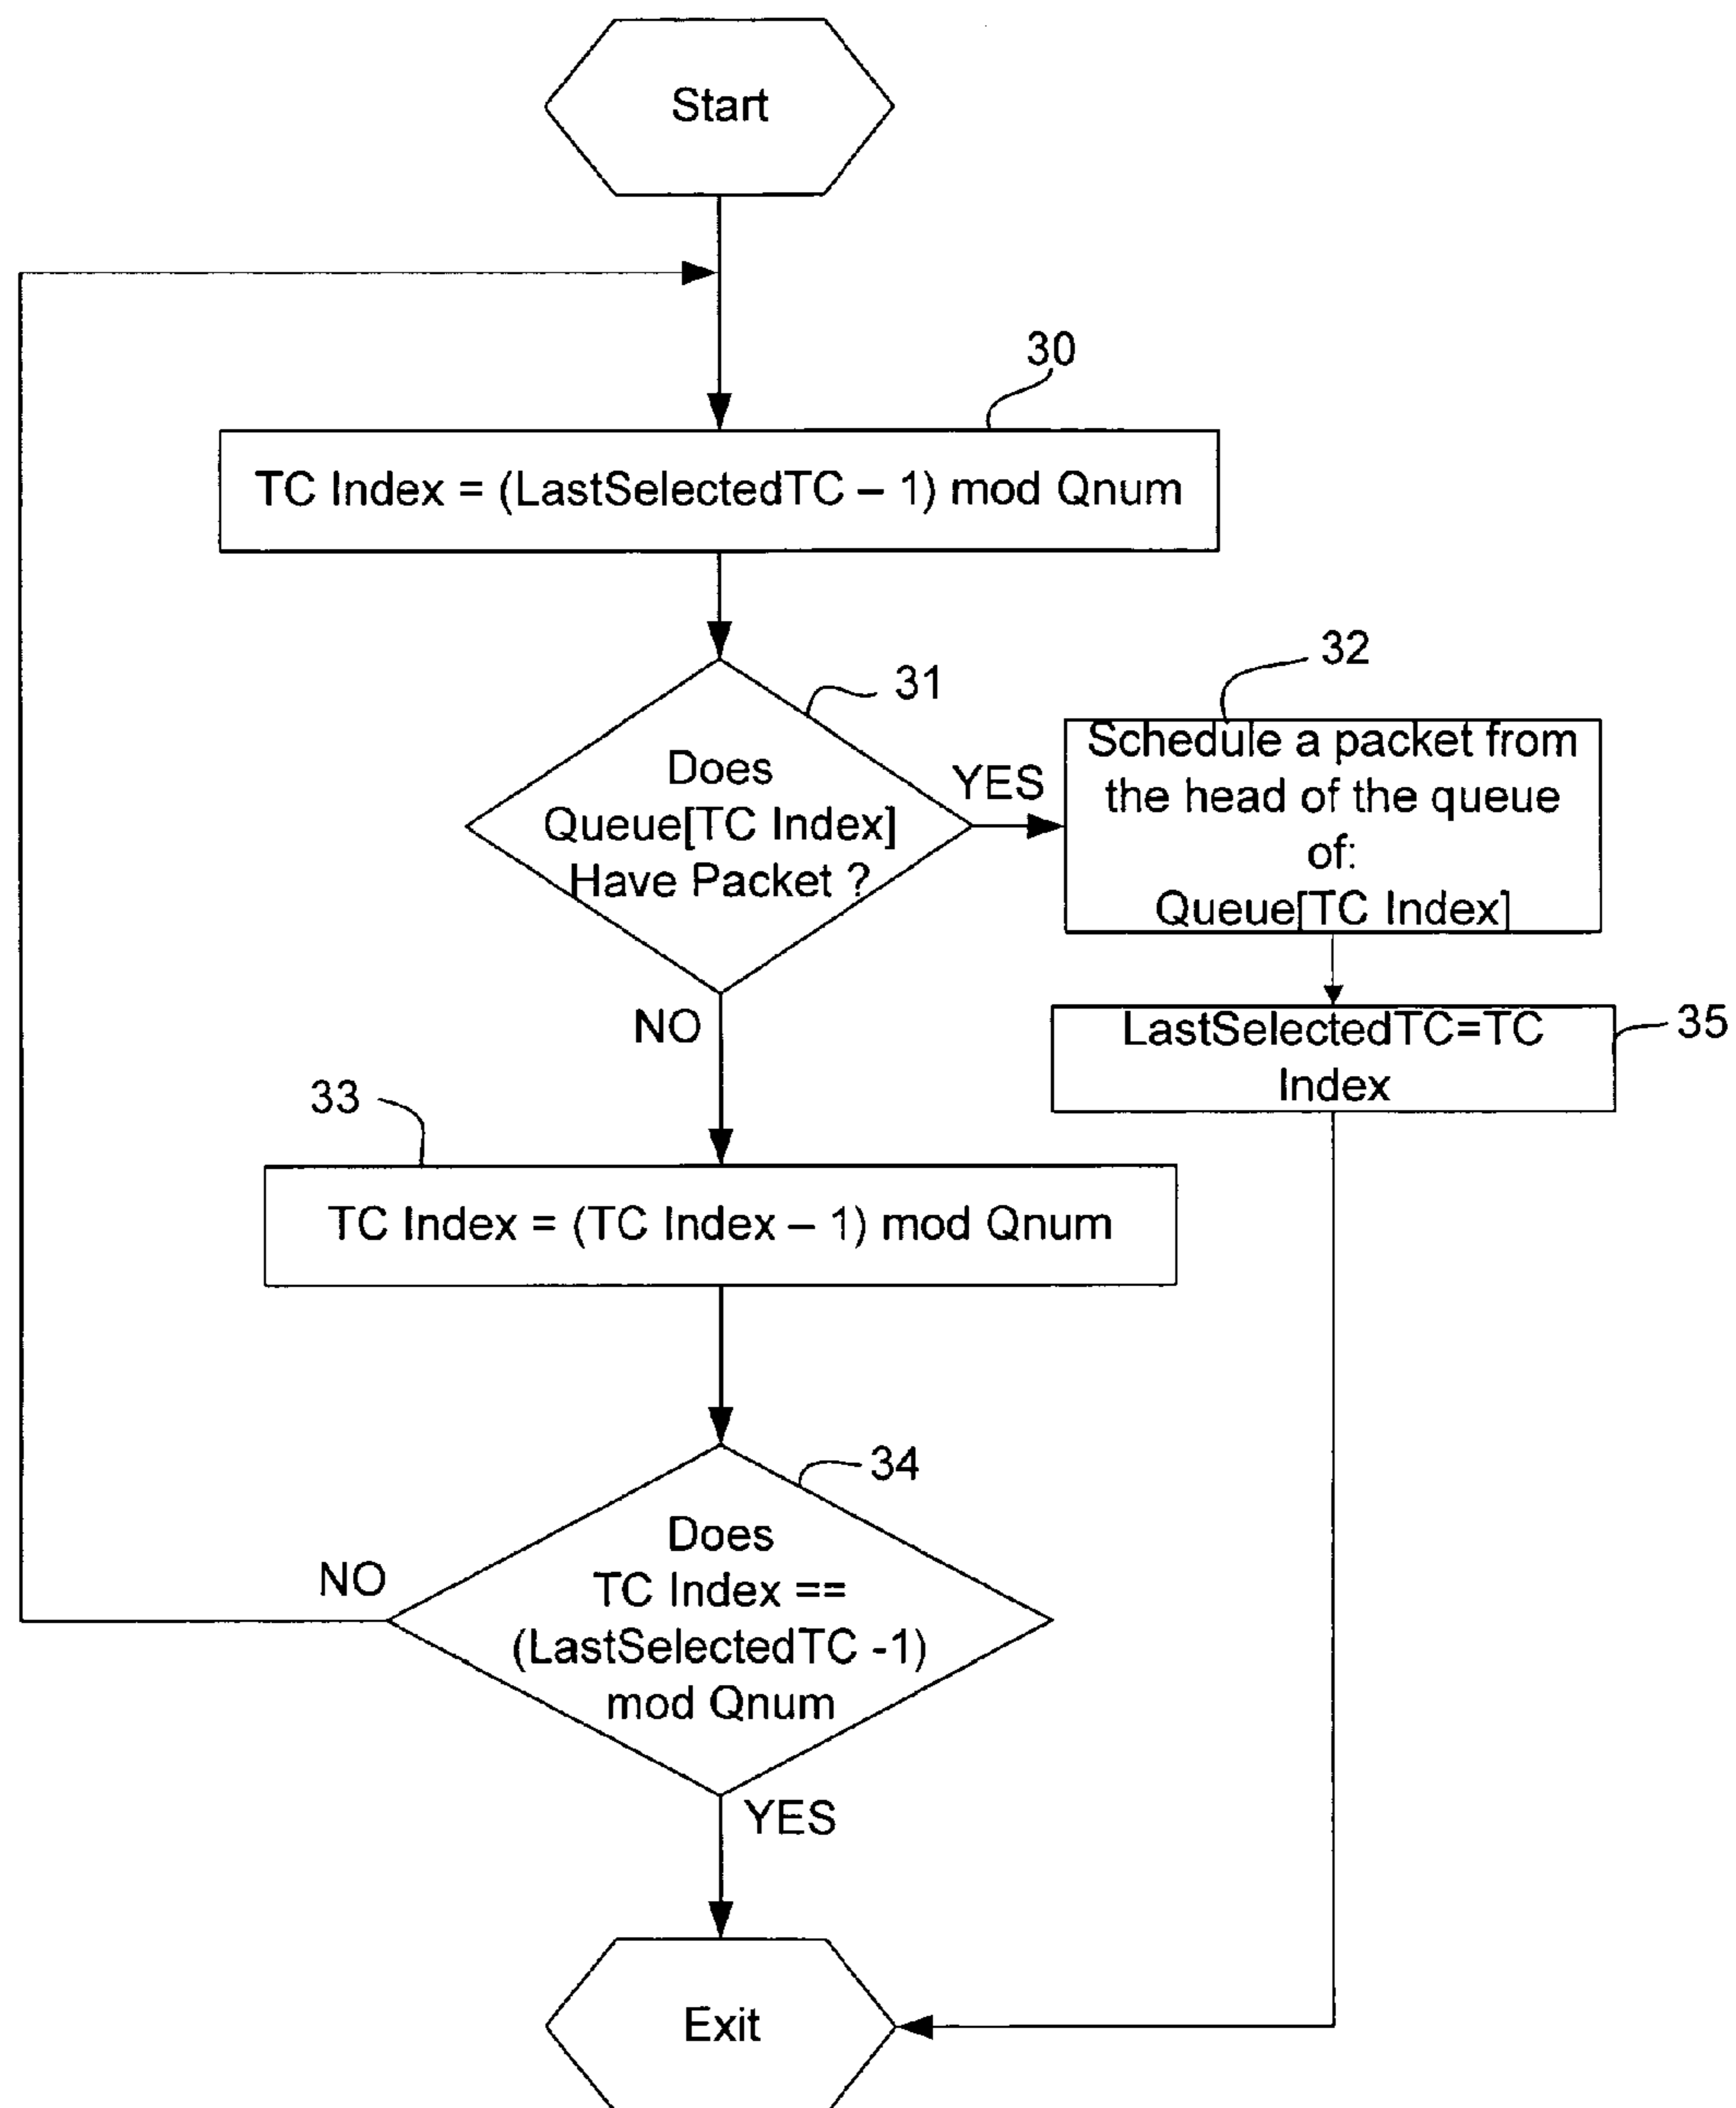 Start
30
TC Index = (LastSelectedTC – 1) mod Qnum
31
Does
Queue[TC Index]
Have Packet ?
YES
32
Schedule a packet from
the head of the queue
of:
Queue[TC Index]
NO
LastSelectedTC=TC
Index
35
33
TC Index = (TC Index – 1) mod Qnum
34
Does
TC Index ==
(LastSelectedTC -1)
mod Qnum
NO
YES
Exit